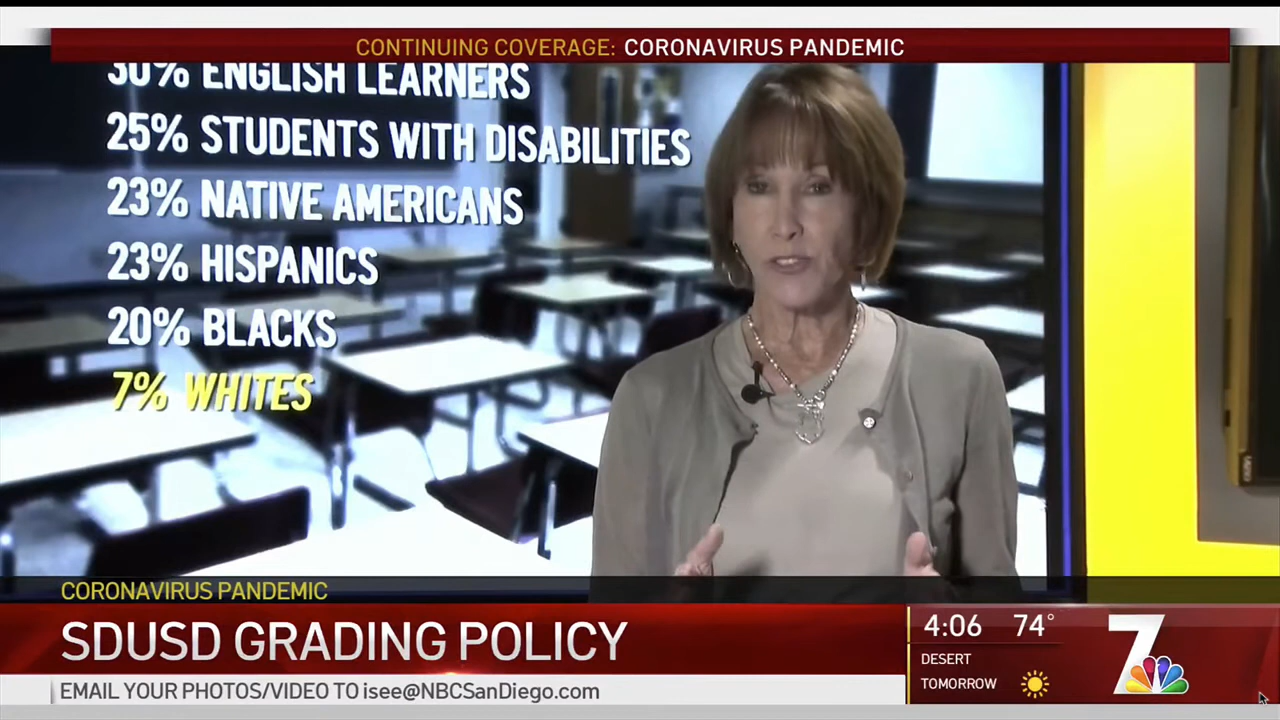 CONTINUING COVERAGE: CORONAVIRUS PANDEMIC
30% ENGLISH LEARNERS
25% STUDENTS WITH DISABILITIES
23% NATIVE AMERICANS
23% HISPANICS
20% BLACKS
7% WHITES
CORONAVIRUS PANDEMIC
SDUSD GRADING POLICY
4:06 74°
DESERT
TOMORROW
7
EMAIL YOUR PHOTOS/VIDEO TO isee@NBCSanDiego.com